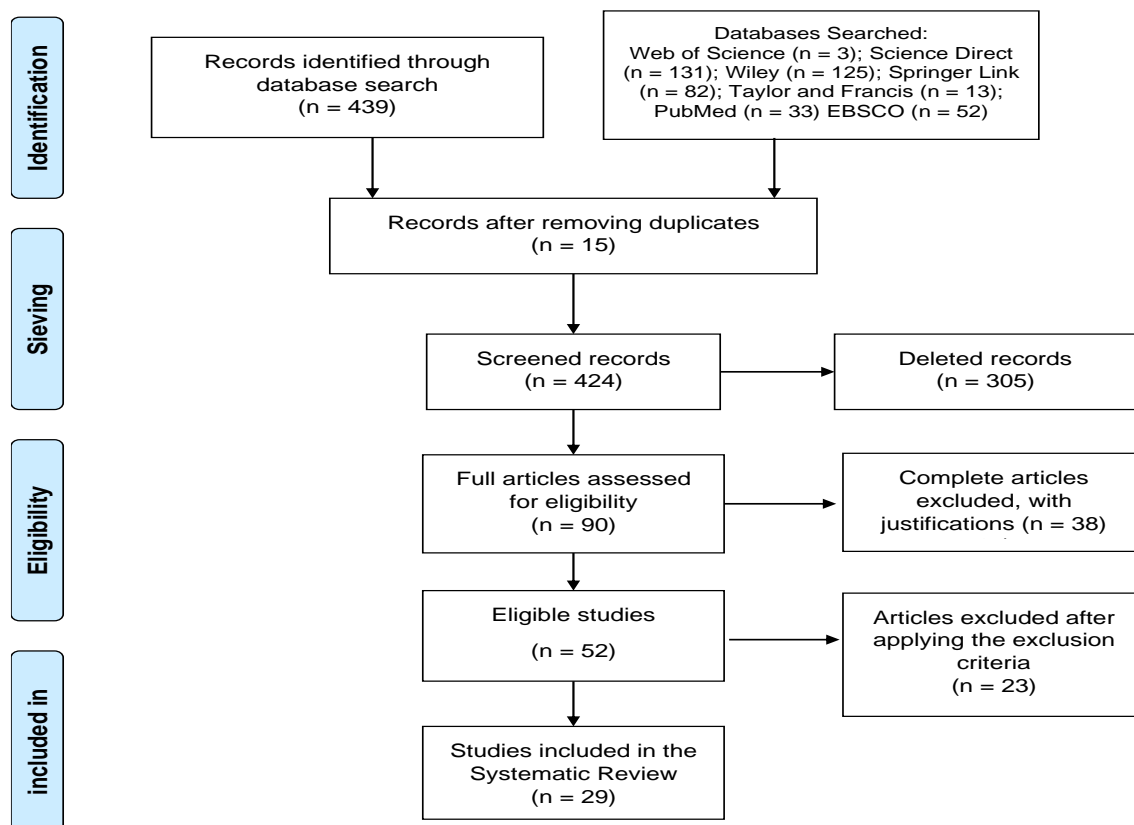 Identification
Records identified through
database search
(n = 439)
Databases Searched:
Web of Science (n = 3); Science Direct
(n = 131); Wiley (n = 125); Springer Link
(n = 82); Taylor and Francis (n = 13);
PubMed (n = 33) EBSCO (n = 52)
Sieving
Records after removing duplicates
(n = 15)
Screened records
(n = 424)
Deleted records
(n = 305)
Eligibility
Full articles assessed
for eligibility
(n = 90)
Complete articles
excluded, with
justifications (n = 38)
Eligible studies
(n = 52)
Articles excluded after
applying the exclusion
criteria
(n = 23)
included in
Studies included in the
Systematic Review
(n = 29)